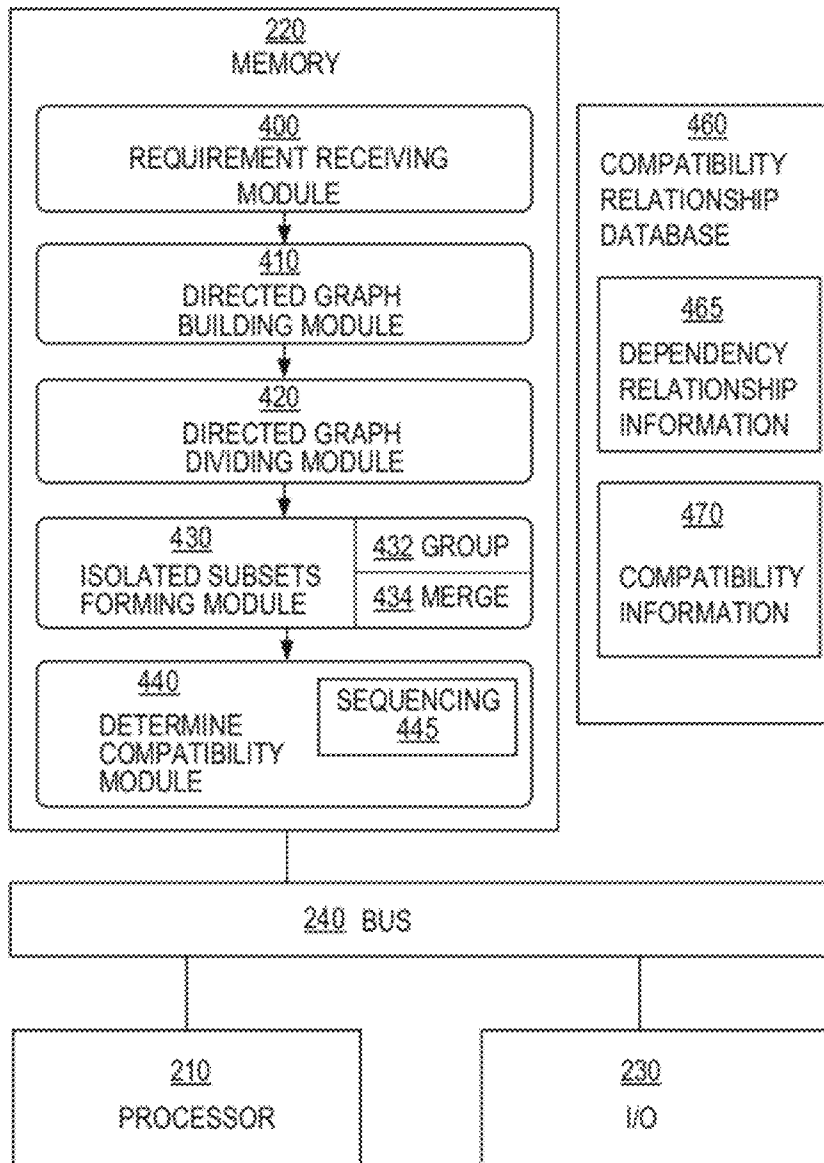 220
MEMORY
400
REQUIREMENT RECEIVING
MODULE
410
DIRECTED GRAPH
BUILDING MODULE
420
DIRECTED GRAPH
DIVIDING MODULE
430
ISOLATED SUBSETS
FORMING MODULE
432 GROUP
434 MERGE
440
DETERMINE
COMPATIBILITY
MODULE
SEQUENCING
445
460
COMPATIBILITY
RELATIONSHIP
DATABASE
465
DEPENDENCY
RELATIONSHIP
INFORMATION
470
COMPATIBILITY
INFORMATION
240 BUS
210
PROCESSOR
230
I/O